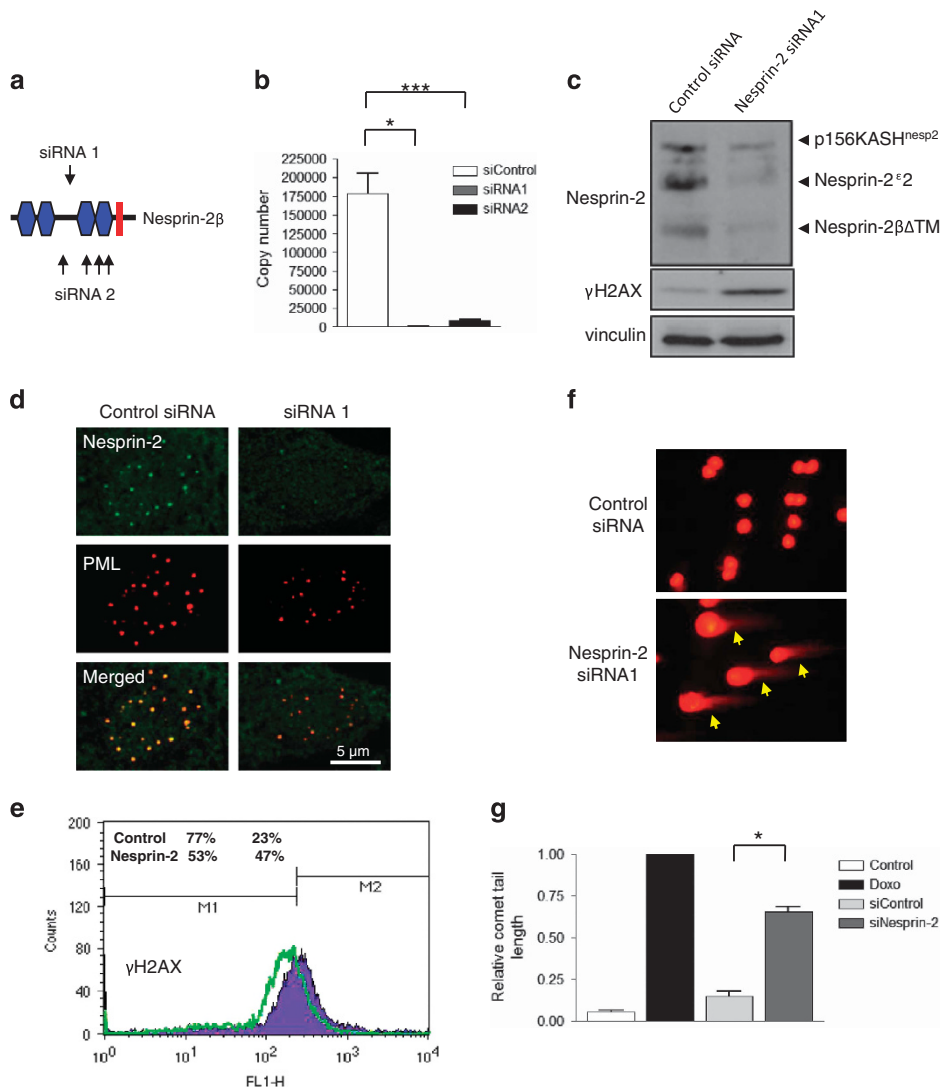 a
siRNA 1
Nesprin-2β
siRNA 2
b
***
*
225000
200000
175000
150000
125000
100000
75000
50000
25000
0
Copy number
siControl
siRNA1
siRNA2
c
Control siRNA
Nesprin-2 siRNA1
Nesprin-2
p156KASHnesp2
Nesprin-2ε2
Nesprin-2βΔTM
γH2AX
vinculin
d
Control siRNA
siRNA 1
Nesprin-2
PML
Merged
5 μm
e
Control 77% 23%
Nesprin-2 53% 47%
M1
M2
γH2AX
Counts
200
160
120
80
40
0
10⁰ 10¹ 10² 10³ 10⁴
FL1-H
f
Control
siRNA
Nesprin-2
siRNA1
g
*
Relative comet tail
length
1.00
0.75
0.50
0.25
0.00
Control
Doxo
siControl
siNesprin-2